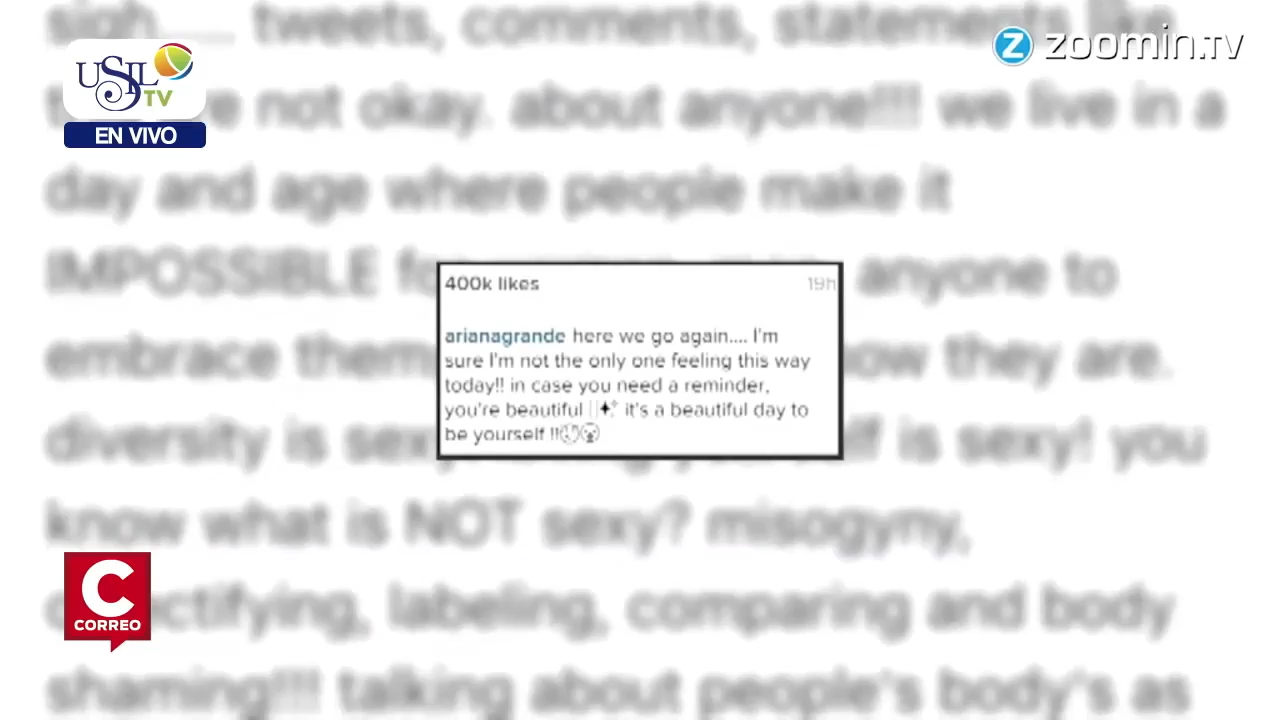 sigh.... tweets, comments, statements like
USIL
TV
EN VIVO
zoomin.tv
not okay. about anyone!!! we live in a
day and age where people make it
IMPOSSIBLE anyone to
embrace how they are.
diversity is is sexy! you
know what is NOT sexy? misogyny,
labeling, comparing and body
shaming!!! talking about people's body's as
400k likes 19h
arianagrande here we go again.... I'm
sure I'm not the only one feeling this way
today!! in case you need a reminder,
you're beautiful it's a beautiful day to
be yourself !!
C
CORREO